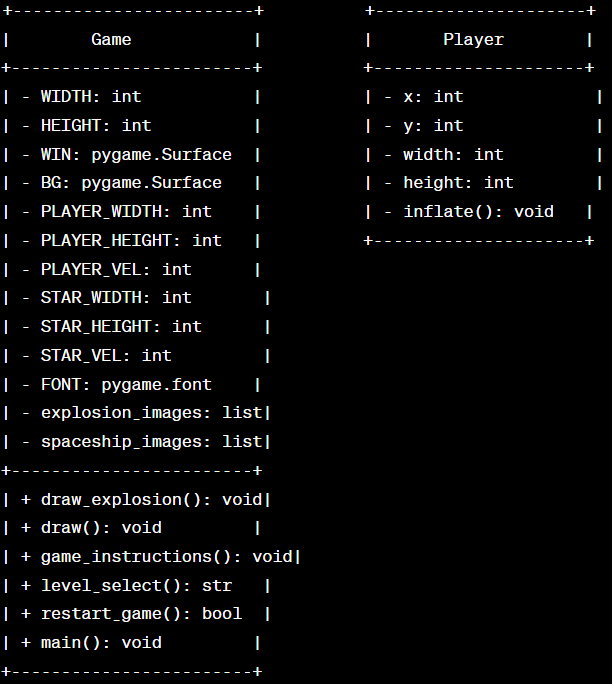 +------------------------+          +---------------------+
|        Game            |          |       Player        |
+------------------------+          +---------------------+
| - WIDTH: int           |          | - x: int             |
| - HEIGHT: int          |          | - y: int             |
| - WIN: pygame.Surface  |          | - width: int         |
| - BG: pygame.Surface   |          | - height: int        |
| - PLAYER_WIDTH: int    |          | - inflate(): void   |
| - PLAYER_HEIGHT: int   |          +---------------------+
| - PLAYER_VEL: int      |
| - STAR_WIDTH: int       |
| - STAR_HEIGHT: int      |
| - STAR_VEL: int         |
| - FONT: pygame.font    |
| - explosion_images: list|
| - spaceship_images: list|
+------------------------+
| + draw_explosion(): void|
| + draw(): void         |
| + game_instructions(): void|
| + level_select(): str   |
| + restart_game(): bool  |
| + main(): void         |
+------------------------+